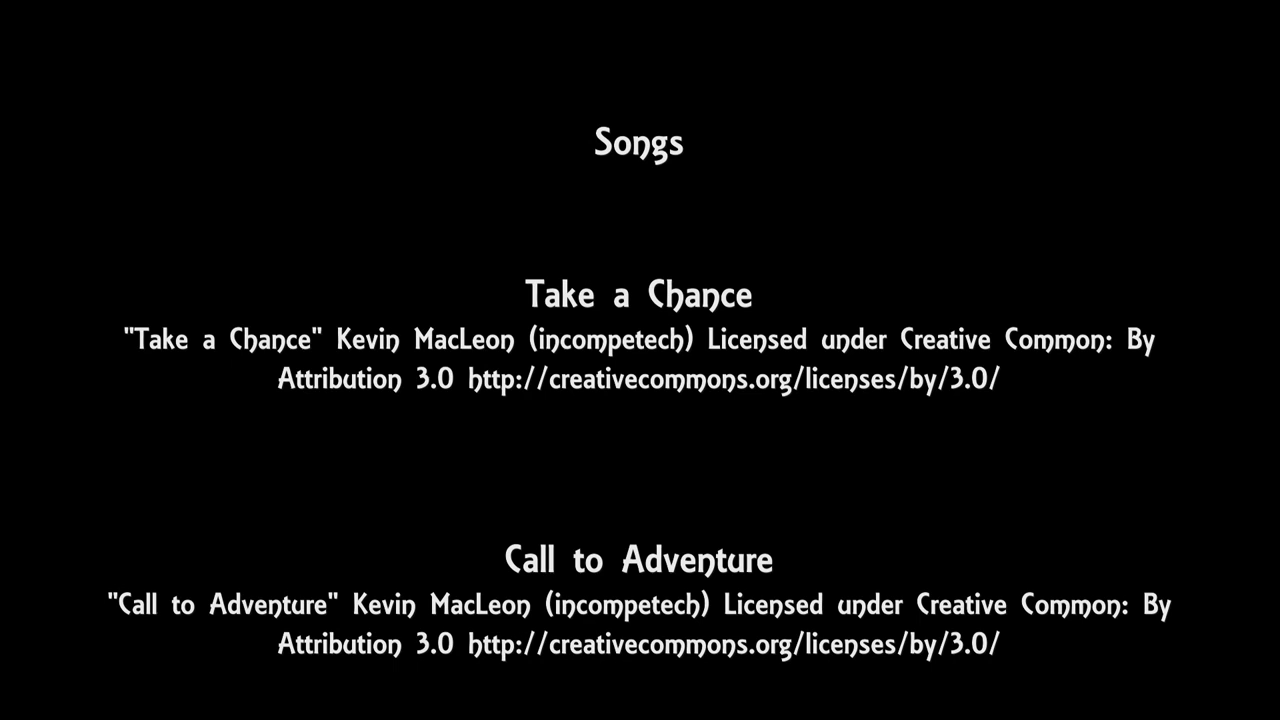 Songs
Take a Chance
"Take a Chance" Kevin MacLeon (incompetech) Licensed under Creative Common: By
Attribution 3.0 http://creativecommons.org/licenses/by/3.0/
Call to Adventure
"Call to Adventure" Kevin MacLeon (incompetech) Licensed under Creative Common: By
Attribution 3.0 http://creativecommons.org/licenses/by/3.0/